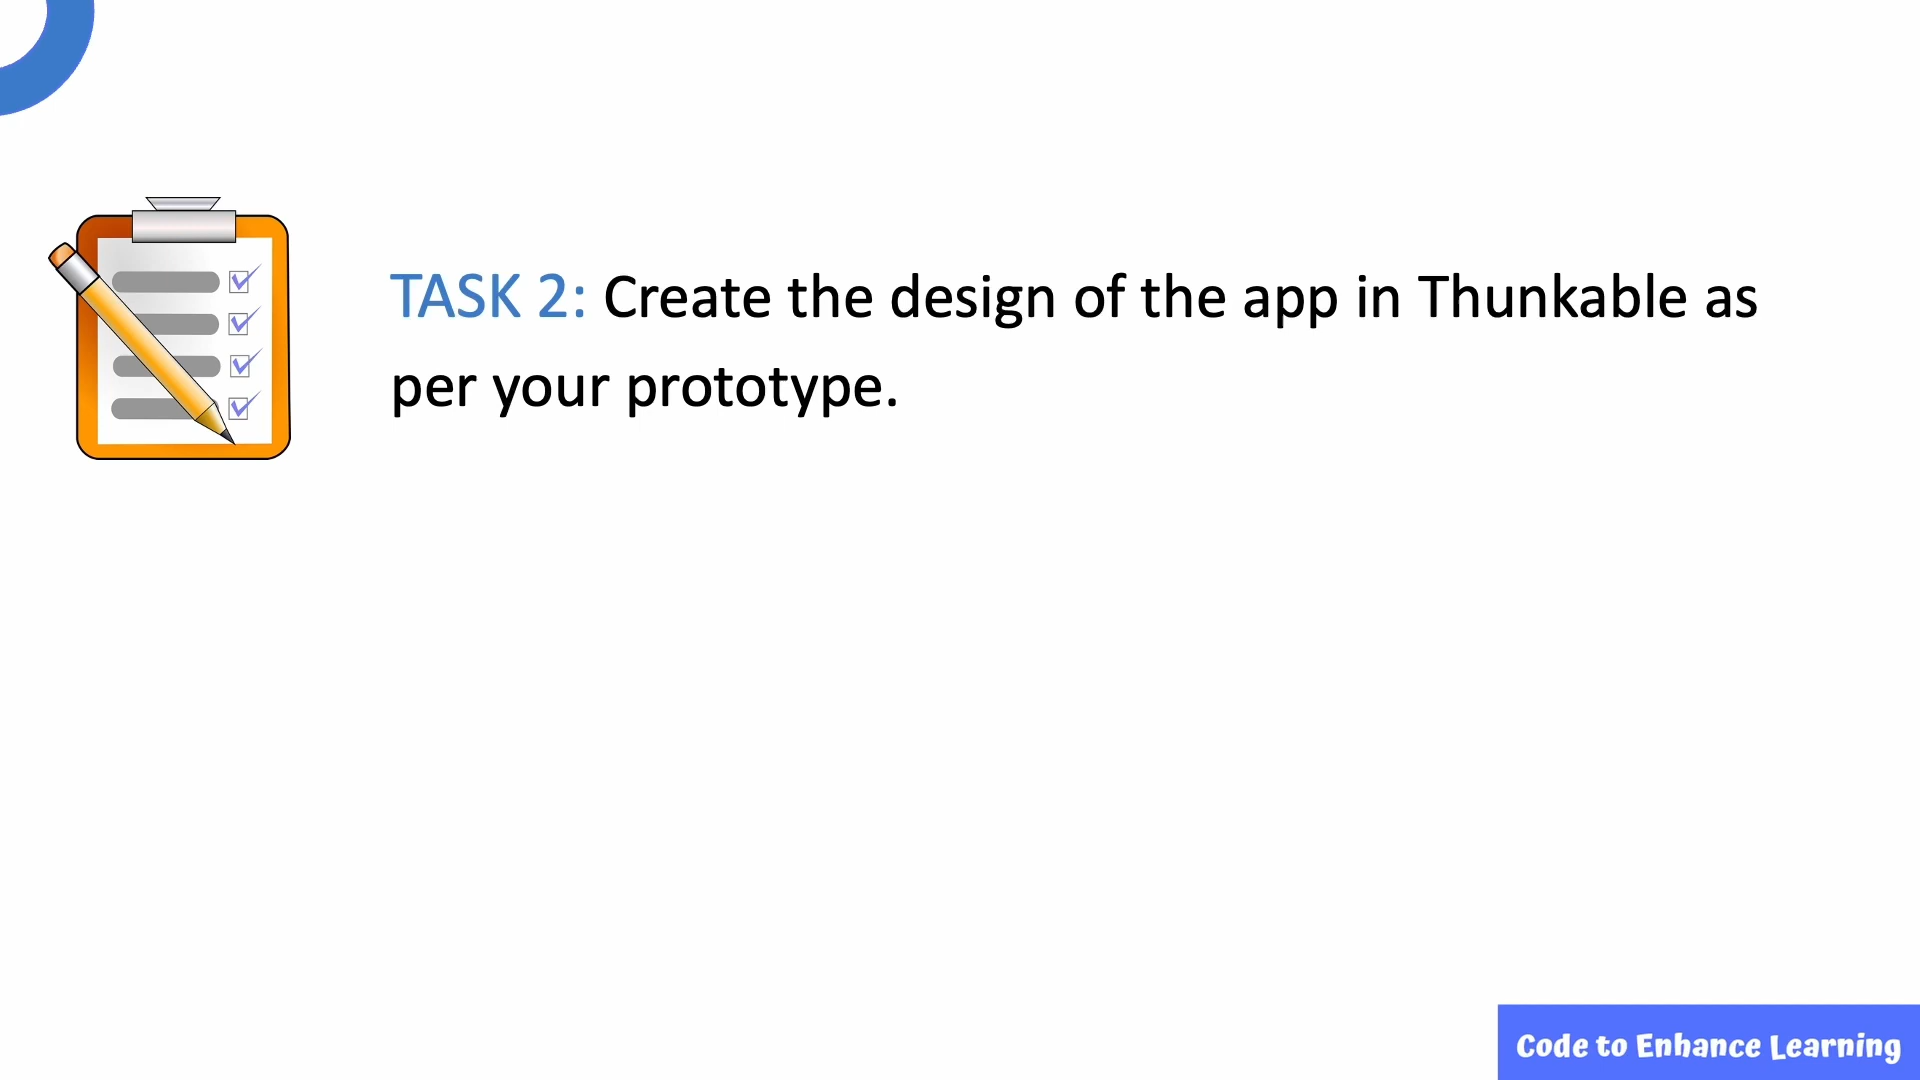 TASK 2: Create the design of the app in Thunkable as
per your prototype.
Code to Enhance Learning